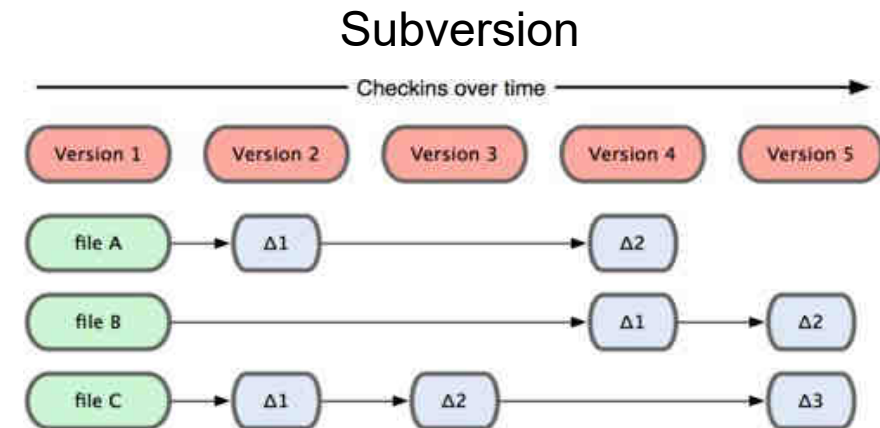 Subversion
Checkins over time
Version 1 Version 2 Version 3 Version 4 Version 5
file A Δ1 Δ2
file B Δ1 Δ2
file C Δ1 Δ2 Δ3